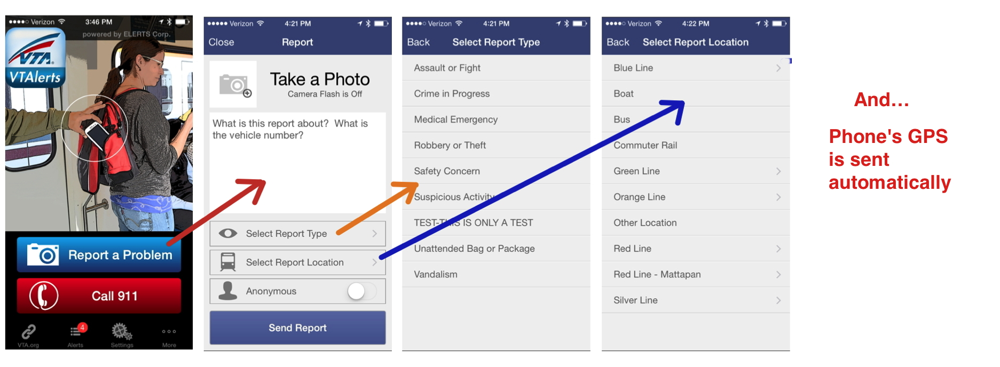 Verizon 3:46 PM
powered by ELERTS Corp.
VTA
VTAlerts
Report a Problem
Call 911
4
VTA.org Alerts Settings More
Verizon 4:21 PM
Close Report
Take a Photo
Camera Flash is Off
What is this report about? What is
the vehicle number?
Select Report Type
Select Report Location
Anonymous
Send Report
Verizon 4:21 PM
Back Select Report Type
Assault or Fight
Crime in Progress
Medical Emergency
Robbery or Theft
Safety Concern
Suspicious Activity
TEST-THIS IS ONLY A TEST
Unattended Bag or Package
Vandalism
Verizon 4:22 PM
Back Select Report Location
Blue Line
Boat
Bus
Commuter Rail
Green Line
Orange Line
Other Location
Red Line
Red Line - Mattapan
Silver Line
And...
Phone's GPS
is sent
automatically